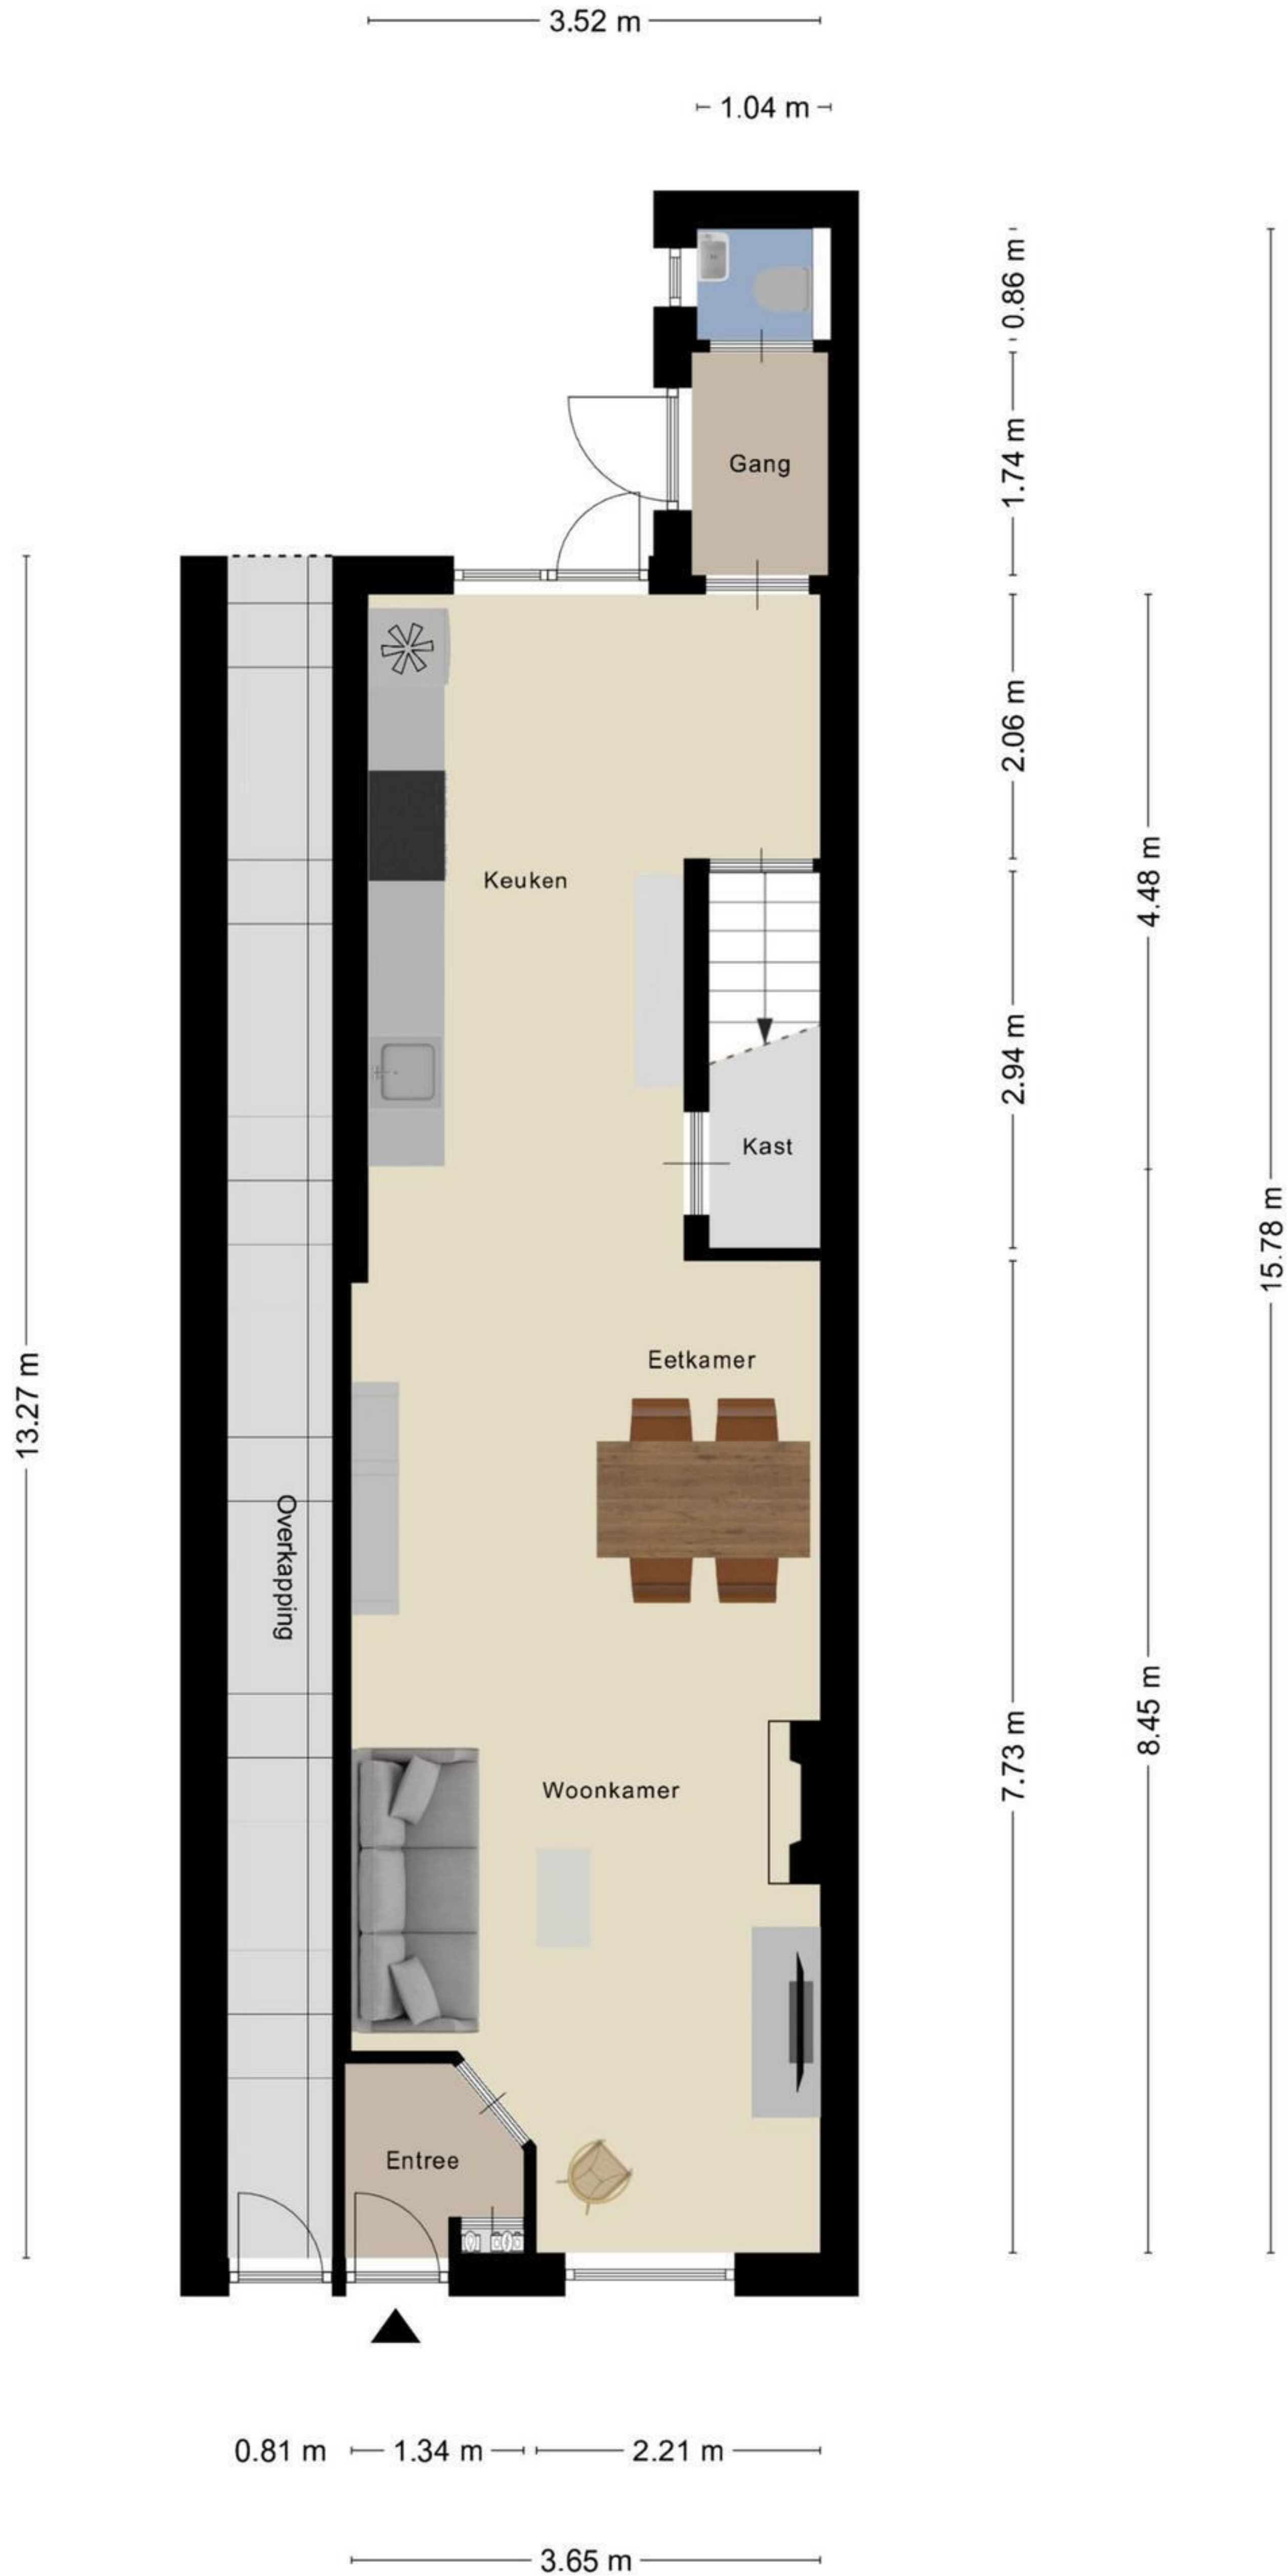 3.52 m
1.04 m
0.86 m
Gang
1.74 m
2.06 m
Keuken
4.48 m
2.94 m
Kast
15.78 m
Eetkamer
13.27 m
Overkapping
Woonkamer
8.45 m
7.73 m
Entree
0.81 m
1.34 m
2.21 m
3.65 m